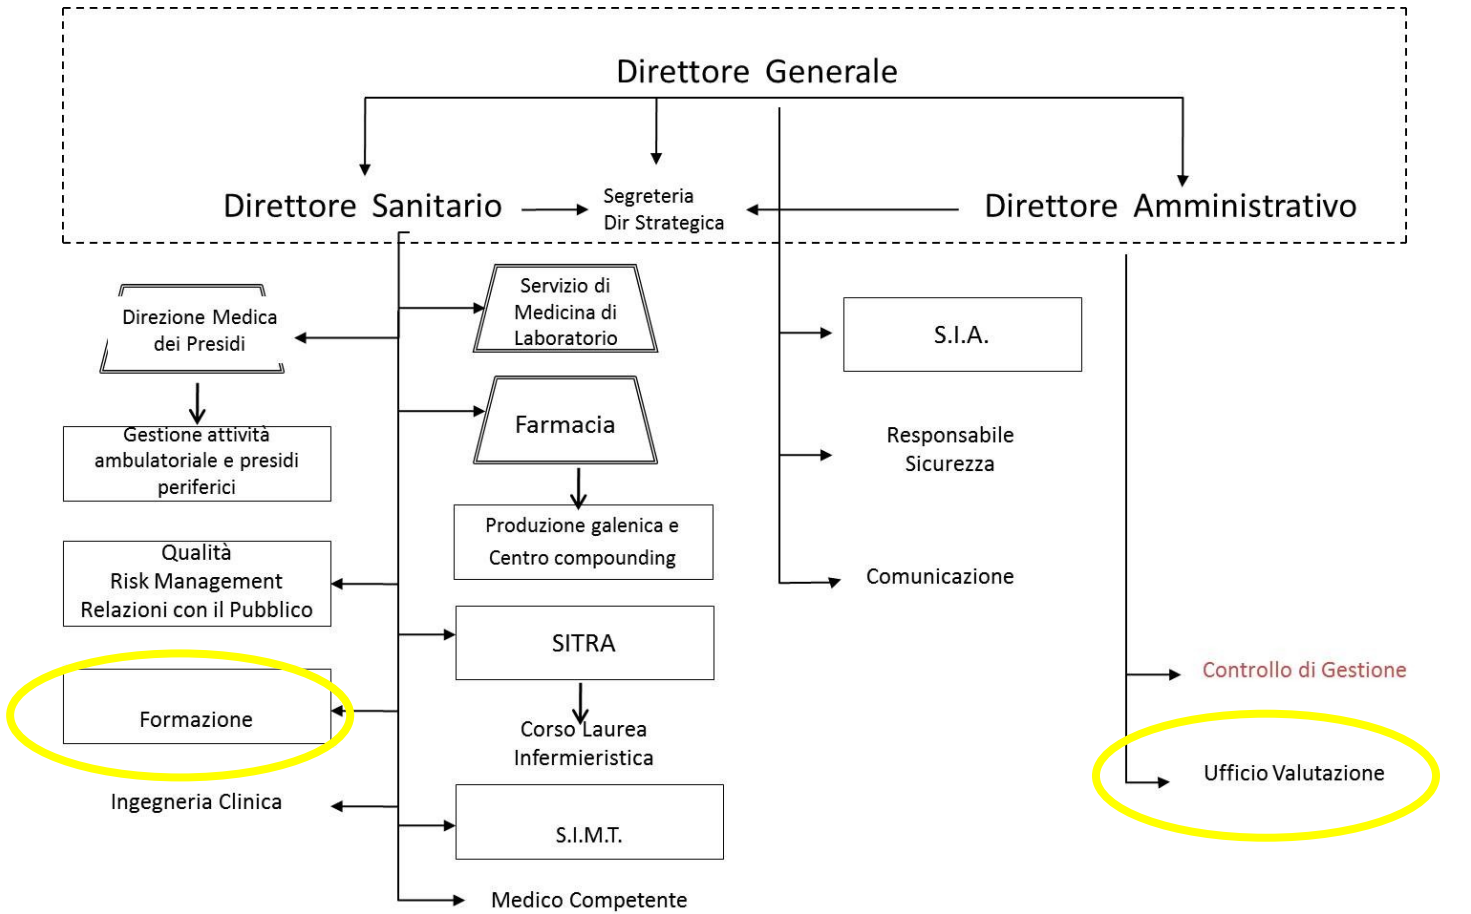 Direttore Generale
Direttore Sanitario
Segreteria
Dir Strategica
Direttore Amministrativo
Direzione Medica
dei Presidi
Servizio di
Medicina di
Laboratorio
S.I.A.
Gestione attività
ambulatoriale e presidi
periferici
Farmacia
Responsabile
Sicurezza
Produzione galenica e
Centro compounding
Qualità
Risk Management
Relazioni con il Pubblico
Comunicazione
SITRA
Controllo di Gestione
Formazione
Corso Laurea
Infermieristica
Ufficio Valutazione
Ingegneria Clinica
S.I.M.T.
Medico Competente